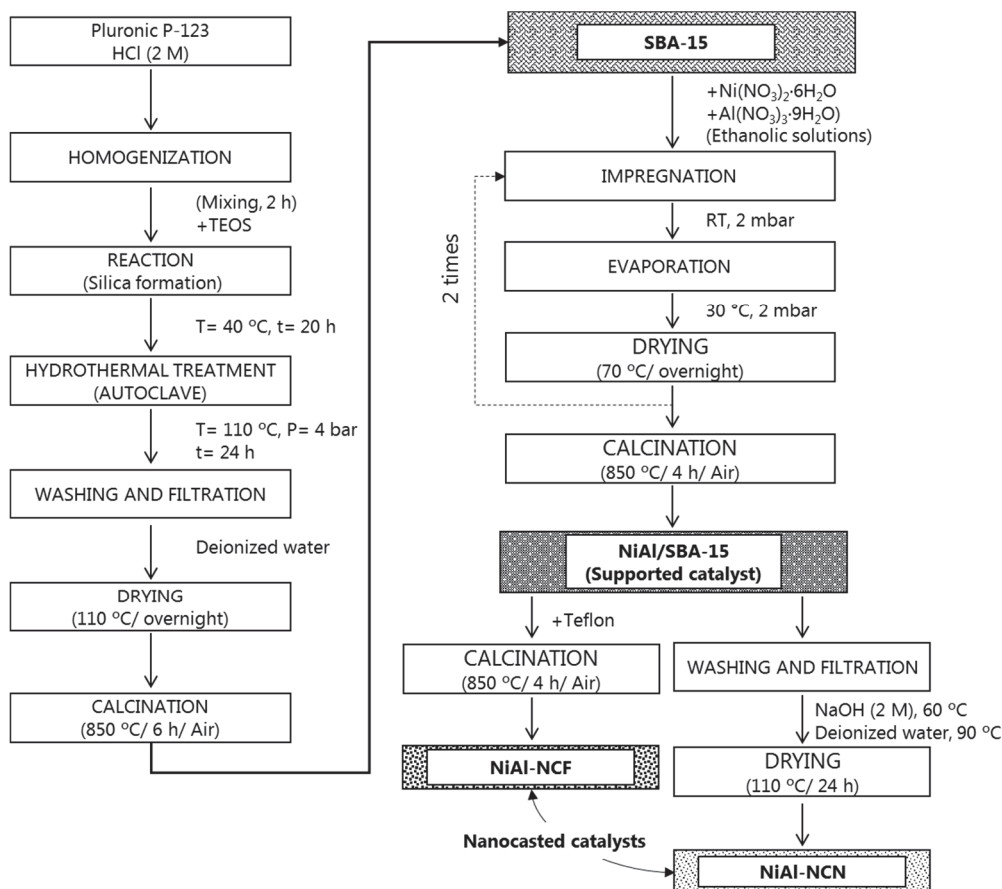 Pluronic P-123
HCl (2 M)
HOMOGENIZATION
(Mixing, 2 h)
+TEOS
REACTION
(Silica formation)
T= 40 °C, t= 20 h
HYDROTHERMAL TREATMENT
(AUTOCLAVE)
T= 110 °C, P= 4 bar
t= 24 h
WASHING AND FILTRATION
Deionized water
DRYING
(110 °C/ overnight)
CALCINATION
(850 °C/ 6 h/ Air)
SBA-15
+Ni(NO₃)₂·6H₂O
+Al(NO₃)₃·9H₂O)
(Ethanolic solutions)
IMPREGNATION
RT, 2 mbar
EVAPORATION
30 °C, 2 mbar
DRYING
(70 °C/ overnight)
2 times
CALCINATION
(850 °C/ 4 h/ Air)
NiAl/SBA-15
(Supported catalyst)
+Teflon
CALCINATION
(850 °C/ 4 h/ Air)
NiAl-NCF
WASHING AND FILTRATION
NaOH (2 M), 60 °C
Deionized water, 90 °C
DRYING
(110 °C/ 24 h)
Nanocasted catalysts
NiAl-NCN